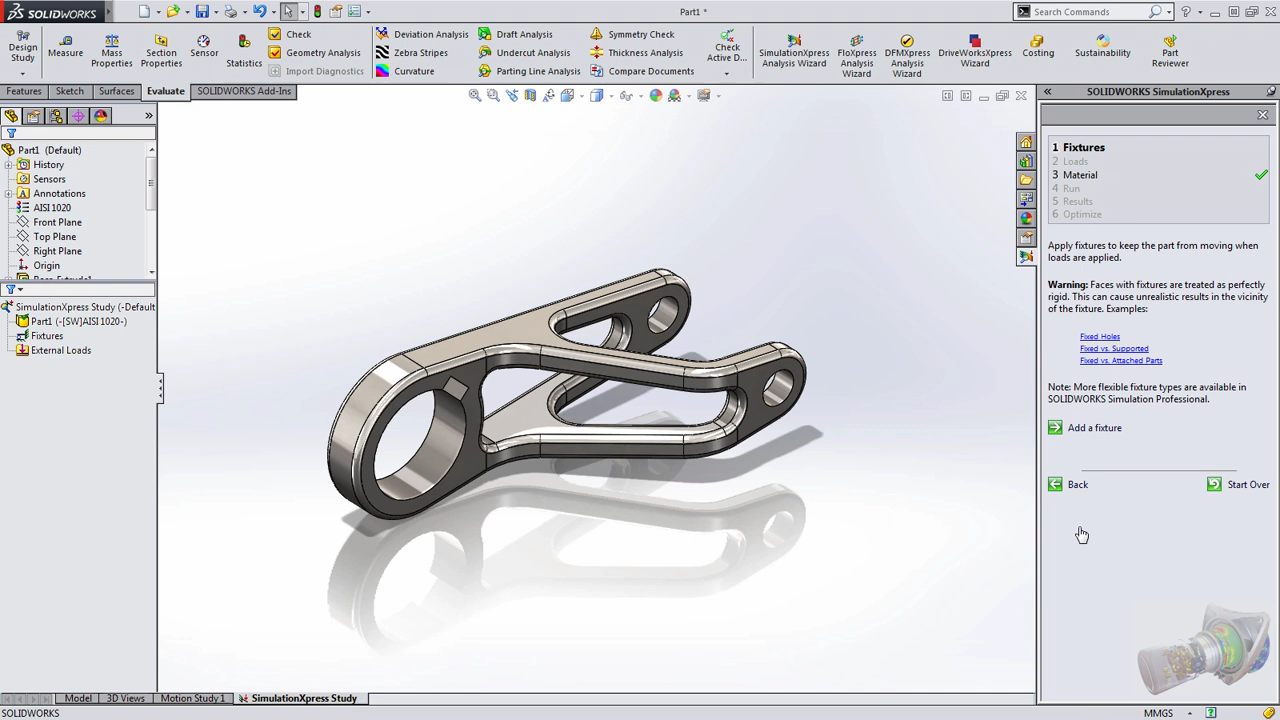 SOLIDWORKS
Part1 *
Search Commands
Design Study
Measure
Mass Properties
Section Properties
Sensor
Statistics
Check
Geometry Analysis
Import Diagnostics
Deviation Analysis
Zebra Stripes
Curvature
Draft Analysis
Undercut Analysis
Parting Line Analysis
Symmetry Check
Thickness Analysis
Compare Documents
Check Active D...
SimulationXpress Analysis Wizard
FloXpress Analysis Wizard
DFMXpress Analysis Wizard
DriveWorksXpress Wizard
Costing
Sustainability
Part Reviewer
Features
Sketch
Surfaces
Evaluate
SOLIDWORKS Add-Ins
Part1 (Default)
History
Sensors
Annotations
AISI 1020
Front Plane
Top Plane
Right Plane
Origin
SimulationXpress Study (-Default
Part1 (-[SW]AISI 1020-)
Fixtures
External Loads
SOLIDWORKS SimulationXpress
1 Fixtures
2 Loads
3 Material
4 Run
5 Results
6 Optimize
Apply fixtures to keep the part from moving when
loads are applied.
Warning: Faces with fixtures are treated as perfectly
rigid. This can cause unrealistic results in the vicinity
of the fixture. Examples:
Fixed Holes
Fixed vs. Supported
Fixed vs. Attached Parts
Note: More flexible fixture types are available in
SOLIDWORKS Simulation Professional.
Add a fixture
Back
Start Over
Model
3D Views
Motion Study 1
SimulationXpress Study
SOLIDWORKS
MMGS